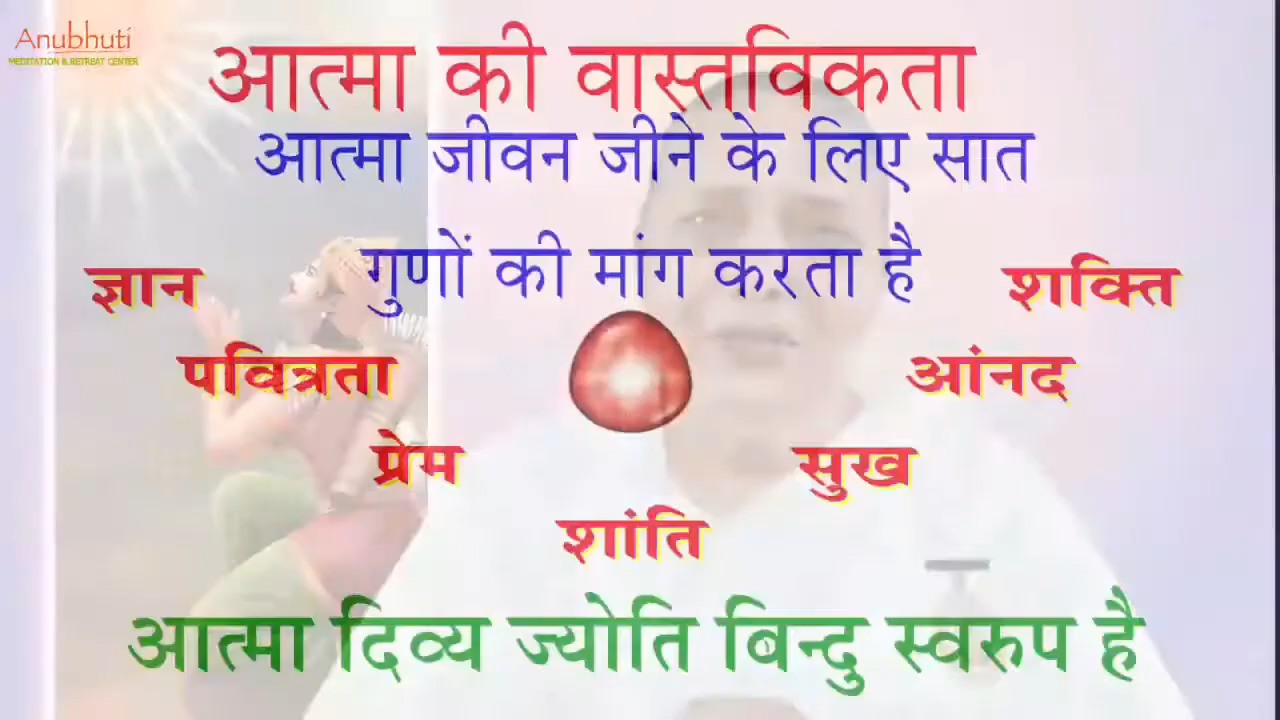 Anubhuti
MEDITATION & RETREAT CENTER
आत्मा की वास्तविकता
आत्मा जीवन जीने के लिए सात
गुणों की मांग करता है
ज्ञान
शक्ति
पवित्रता
आंनद
प्रेम
सुख
शांति
आत्मा दिव्य ज्योति बिन्दु स्वरुप है